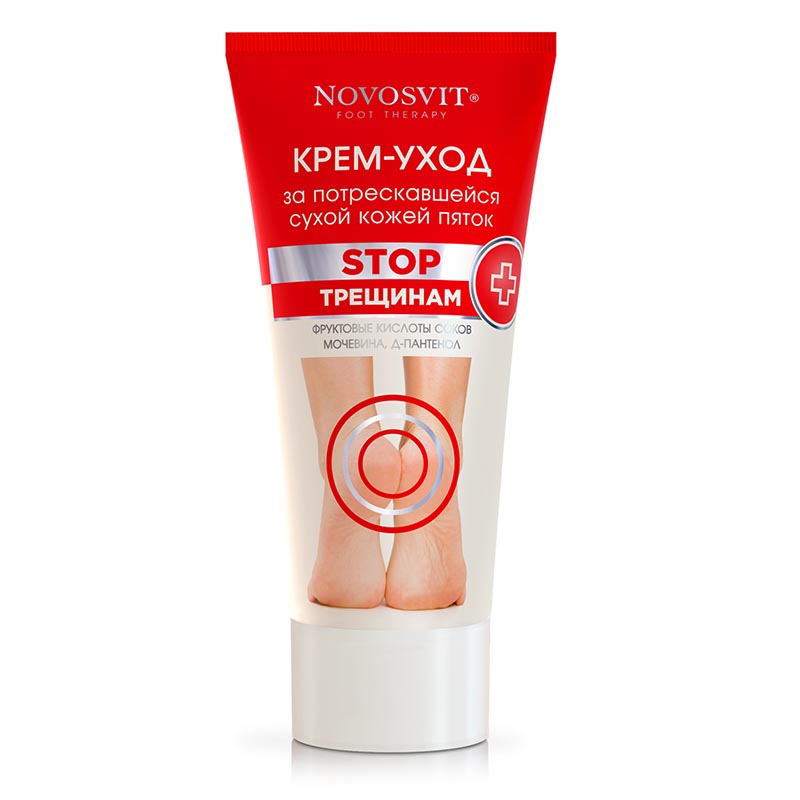 NOVOSVIT®
FOOT THERAPY
КРЕМ-УХОД
за потрескавшейся
сухой кожей пяток
STOP
ТРЕЩИНАМ
ФРУКТОВЫЕ КИСЛОТЫ СОКОВ
МОЧЕВИНА, Д-ПАНТЕНОЛ